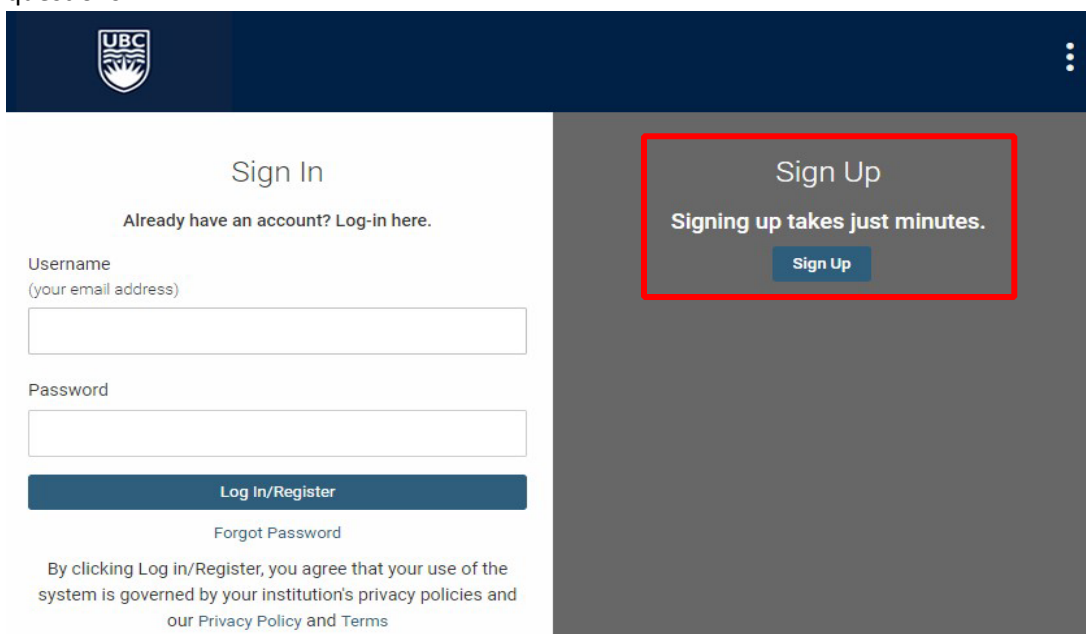 UBC
Sign In
Already have an account? Log-in here.
Username
(your email address)
Password
Log In/Register
Forgot Password
By clicking Log in/Register, you agree that your use of the
system is governed by your institution's privacy policies and
our Privacy Policy and Terms
Sign Up
Signing up takes just minutes.
Sign Up